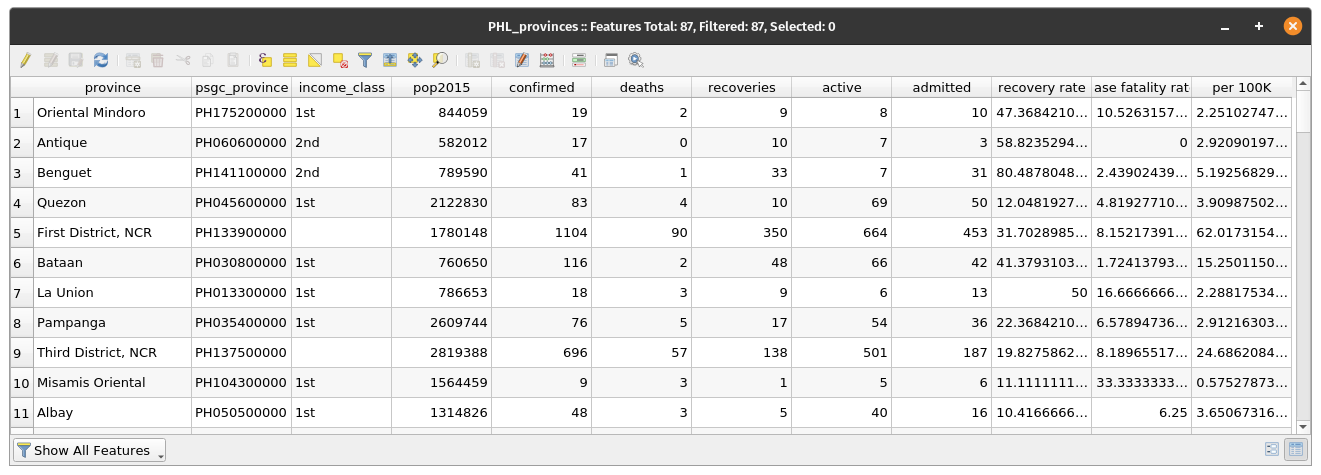 PHL_provinces :: Features Total: 87, Filtered: 87, Selected: 0
province psgc_province income_class pop2015 confirmed deaths recoveries active admitted recovery rate ase fatality rat per 100K
1 Oriental Mindoro PH175200000 1st 844059 19 2 9 8 10 47.3684210... 10.5263157... 2.25102747...
2 Antique PH060600000 2nd 582012 17 0 10 7 3 58.8235294... 0 2.92090197...
3 Benguet PH141100000 2nd 789590 41 1 33 7 31 80.4878048... 2.43902439... 5.19256829...
4 Quezon PH045600000 1st 2122830 83 4 10 69 50 12.0481927... 4.81927710... 3.90987502...
5 First District, NCR PH133900000 1780148 1104 90 350 664 453 31.7028985... 8.15217391... 62.0173154...
6 Bataan PH030800000 1st 760650 116 2 48 66 42 41.3793103... 1.72413793... 15.2501150...
7 La Union PH013300000 1st 786653 18 3 9 6 13 50 16.6666666... 2.28817534...
8 Pampanga PH035400000 1st 2609744 76 5 17 54 36 22.3684210... 6.57894736... 2.91216303...
9 Third District, NCR PH137500000 2819388 696 57 138 501 187 19.8275862... 8.18965517... 24.6862084...
10 Misamis Oriental PH104300000 1st 1564459 9 3 1 5 6 11.1111111... 33.3333333... 0.57527873...
11 Albay PH050500000 1st 1314826 48 3 5 40 16 10.4166666... 6.25 3.65067316...
Show All Features